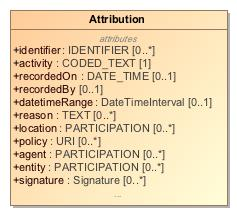 Attribution
attributes
+identifier : IDENTIFIER [0..*]
+activity : CODED_TEXT [1]
+recordedOn : DATE_TIME [0..1]
+recordedBy [0..1]
+datetimeRange : DateTimeInterval [0..1]
+reason : TEXT [0..*]
+location : PARTICIPATION [0..*]
+policy : URI [0..*]
+agent : PARTICIPATION [0..*]
+entity : PARTICIPATION [0..*]
+signature : Signature [0..*]
...